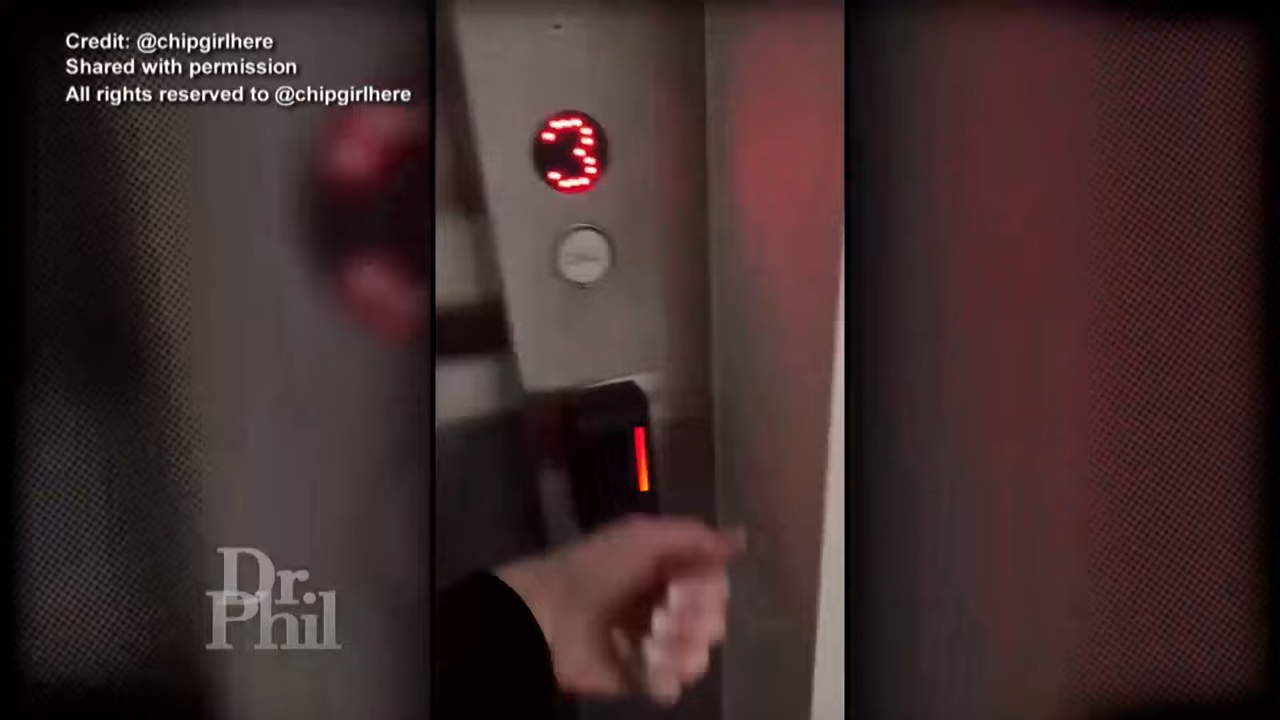 Credit: @chipgirlhere
Shared with permission
All rights reserved to @chipgirlhere
3
Dr.
Phil